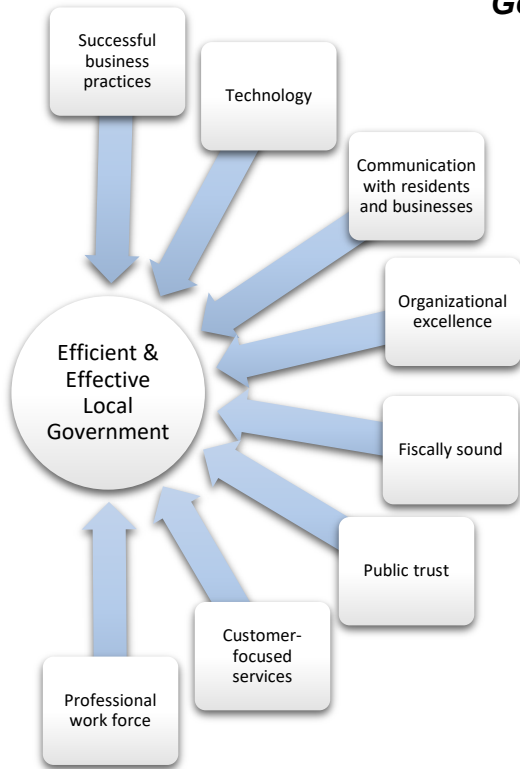 Successful
business
practices
Technology
Communication
with residents
and businesses
Organizational
excellence
Efficient &
Effective
Local
Government
Fiscally sound
Public trust
Customer-
focused
services
Professional
work force